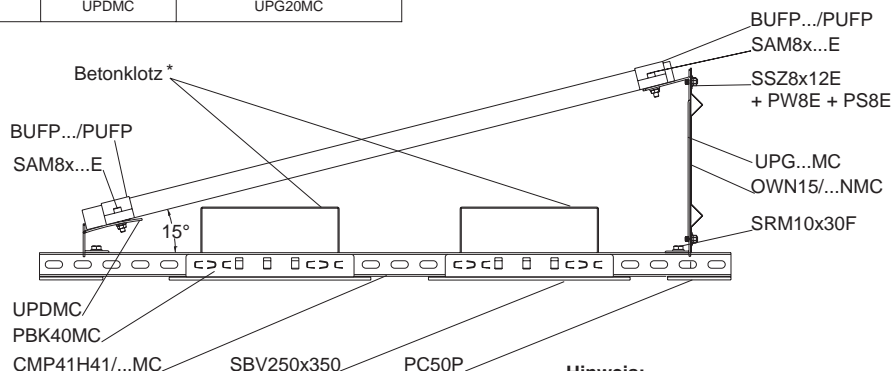 UPDMC UPG20MC
BUFP.../PUFP
SAM8x...E
Betonklotz *
SSZ8x12E
+ PW8E + PS8E
BUFP.../PUFP
SAM8x...E
UPG...MC
OWN15/...NMC
15°
SRM10x30F
UPDMC
PBK40MC
CMP41H41/...MC SBV250x350 PC50P
Hinweis: